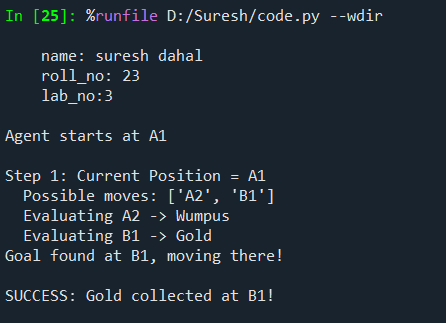 In [25]: %runfile D:/Suresh/code.py --wdir
name: suresh dahal
roll_no: 23
lab_no:3
Agent starts at A1
Step 1: Current Position = A1
Possible moves: ['A2', 'B1']
Evaluating A2 -> Wumpus
Evaluating B1 -> Gold
Goal found at B1, moving there!
SUCCESS: Gold collected at B1!